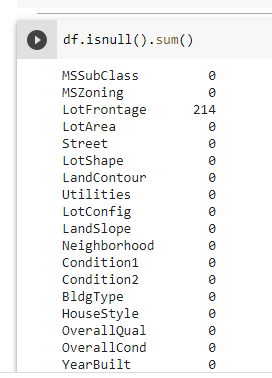 df.isnull().sum()
MSSubClass 0
MSZoning 0
LotFrontage 214
LotArea 0
Street 0
LotShape 0
LandContour 0
Utilities 0
LotConfig 0
LandSlope 0
Neighborhood 0
Condition1 0
Condition2 0
BldgType 0
HouseStyle 0
OverallQual 0
OverallCond 0
YearBuilt 0